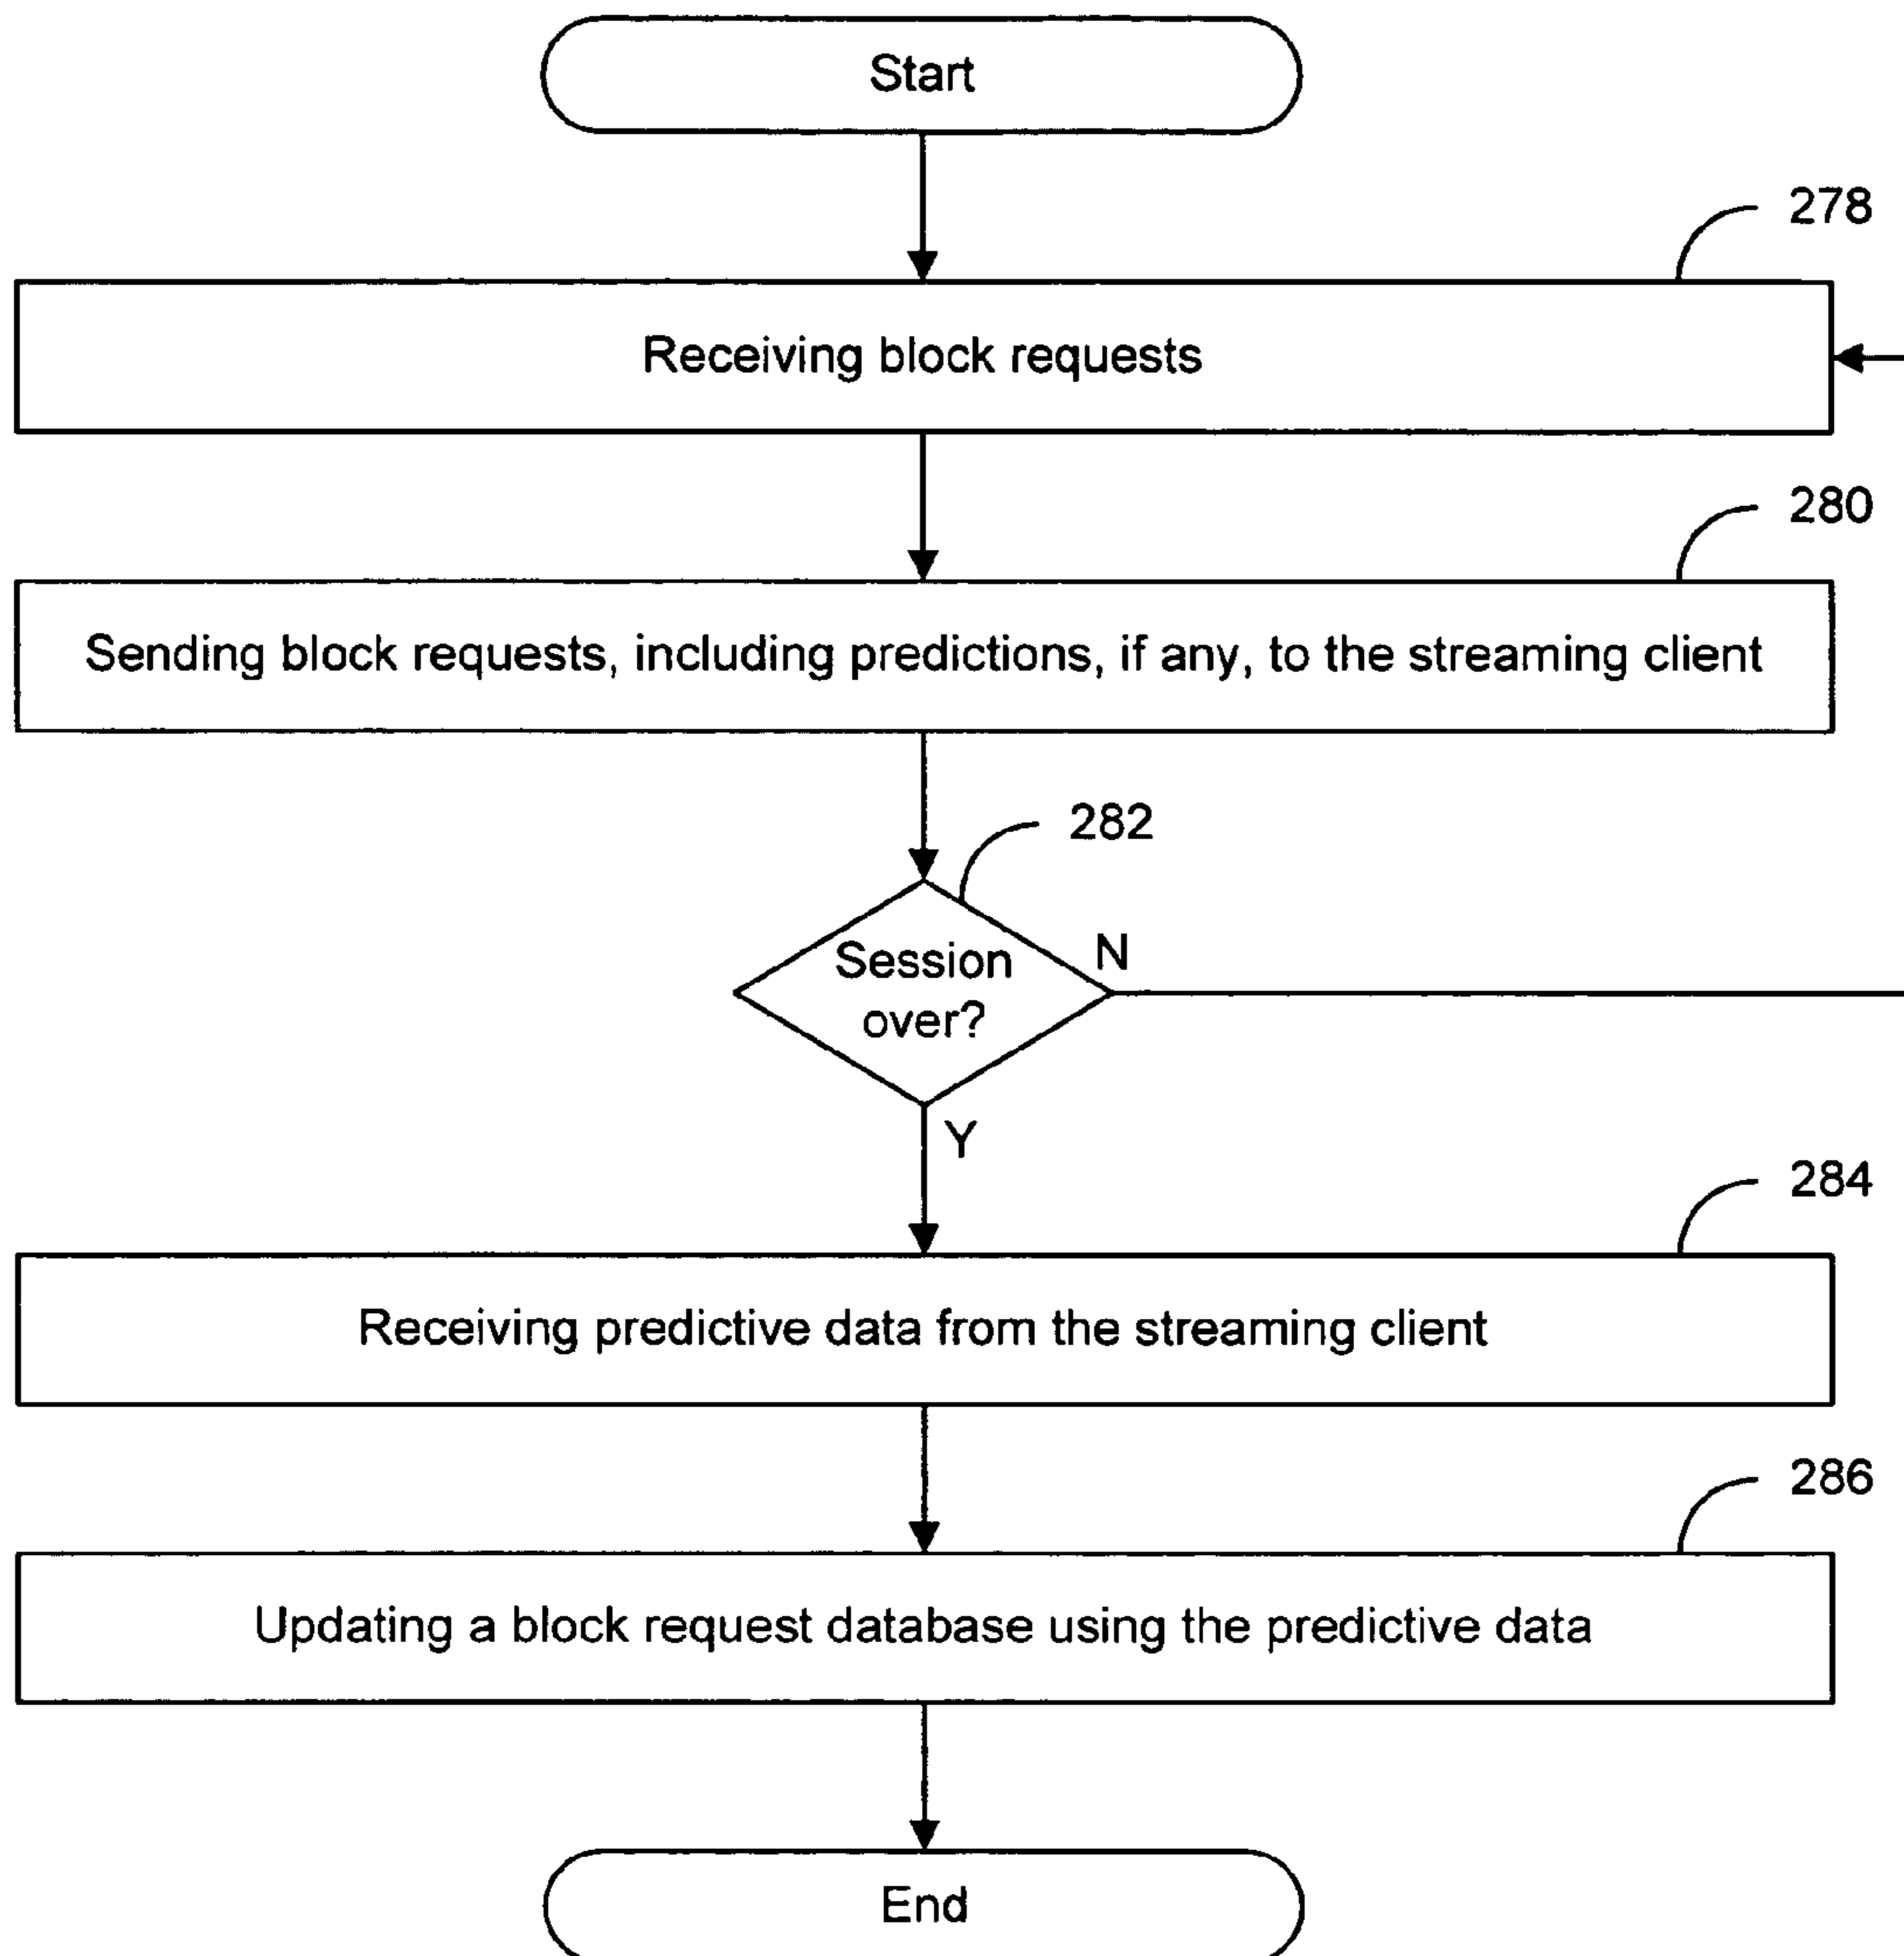 Start
278
Receiving block requests
280
Sending block requests, including predictions, if any, to the streaming client
282
Session
over?
N
Y
284
Receiving predictive data from the streaming client
286
Updating a block request database using the predictive data
End